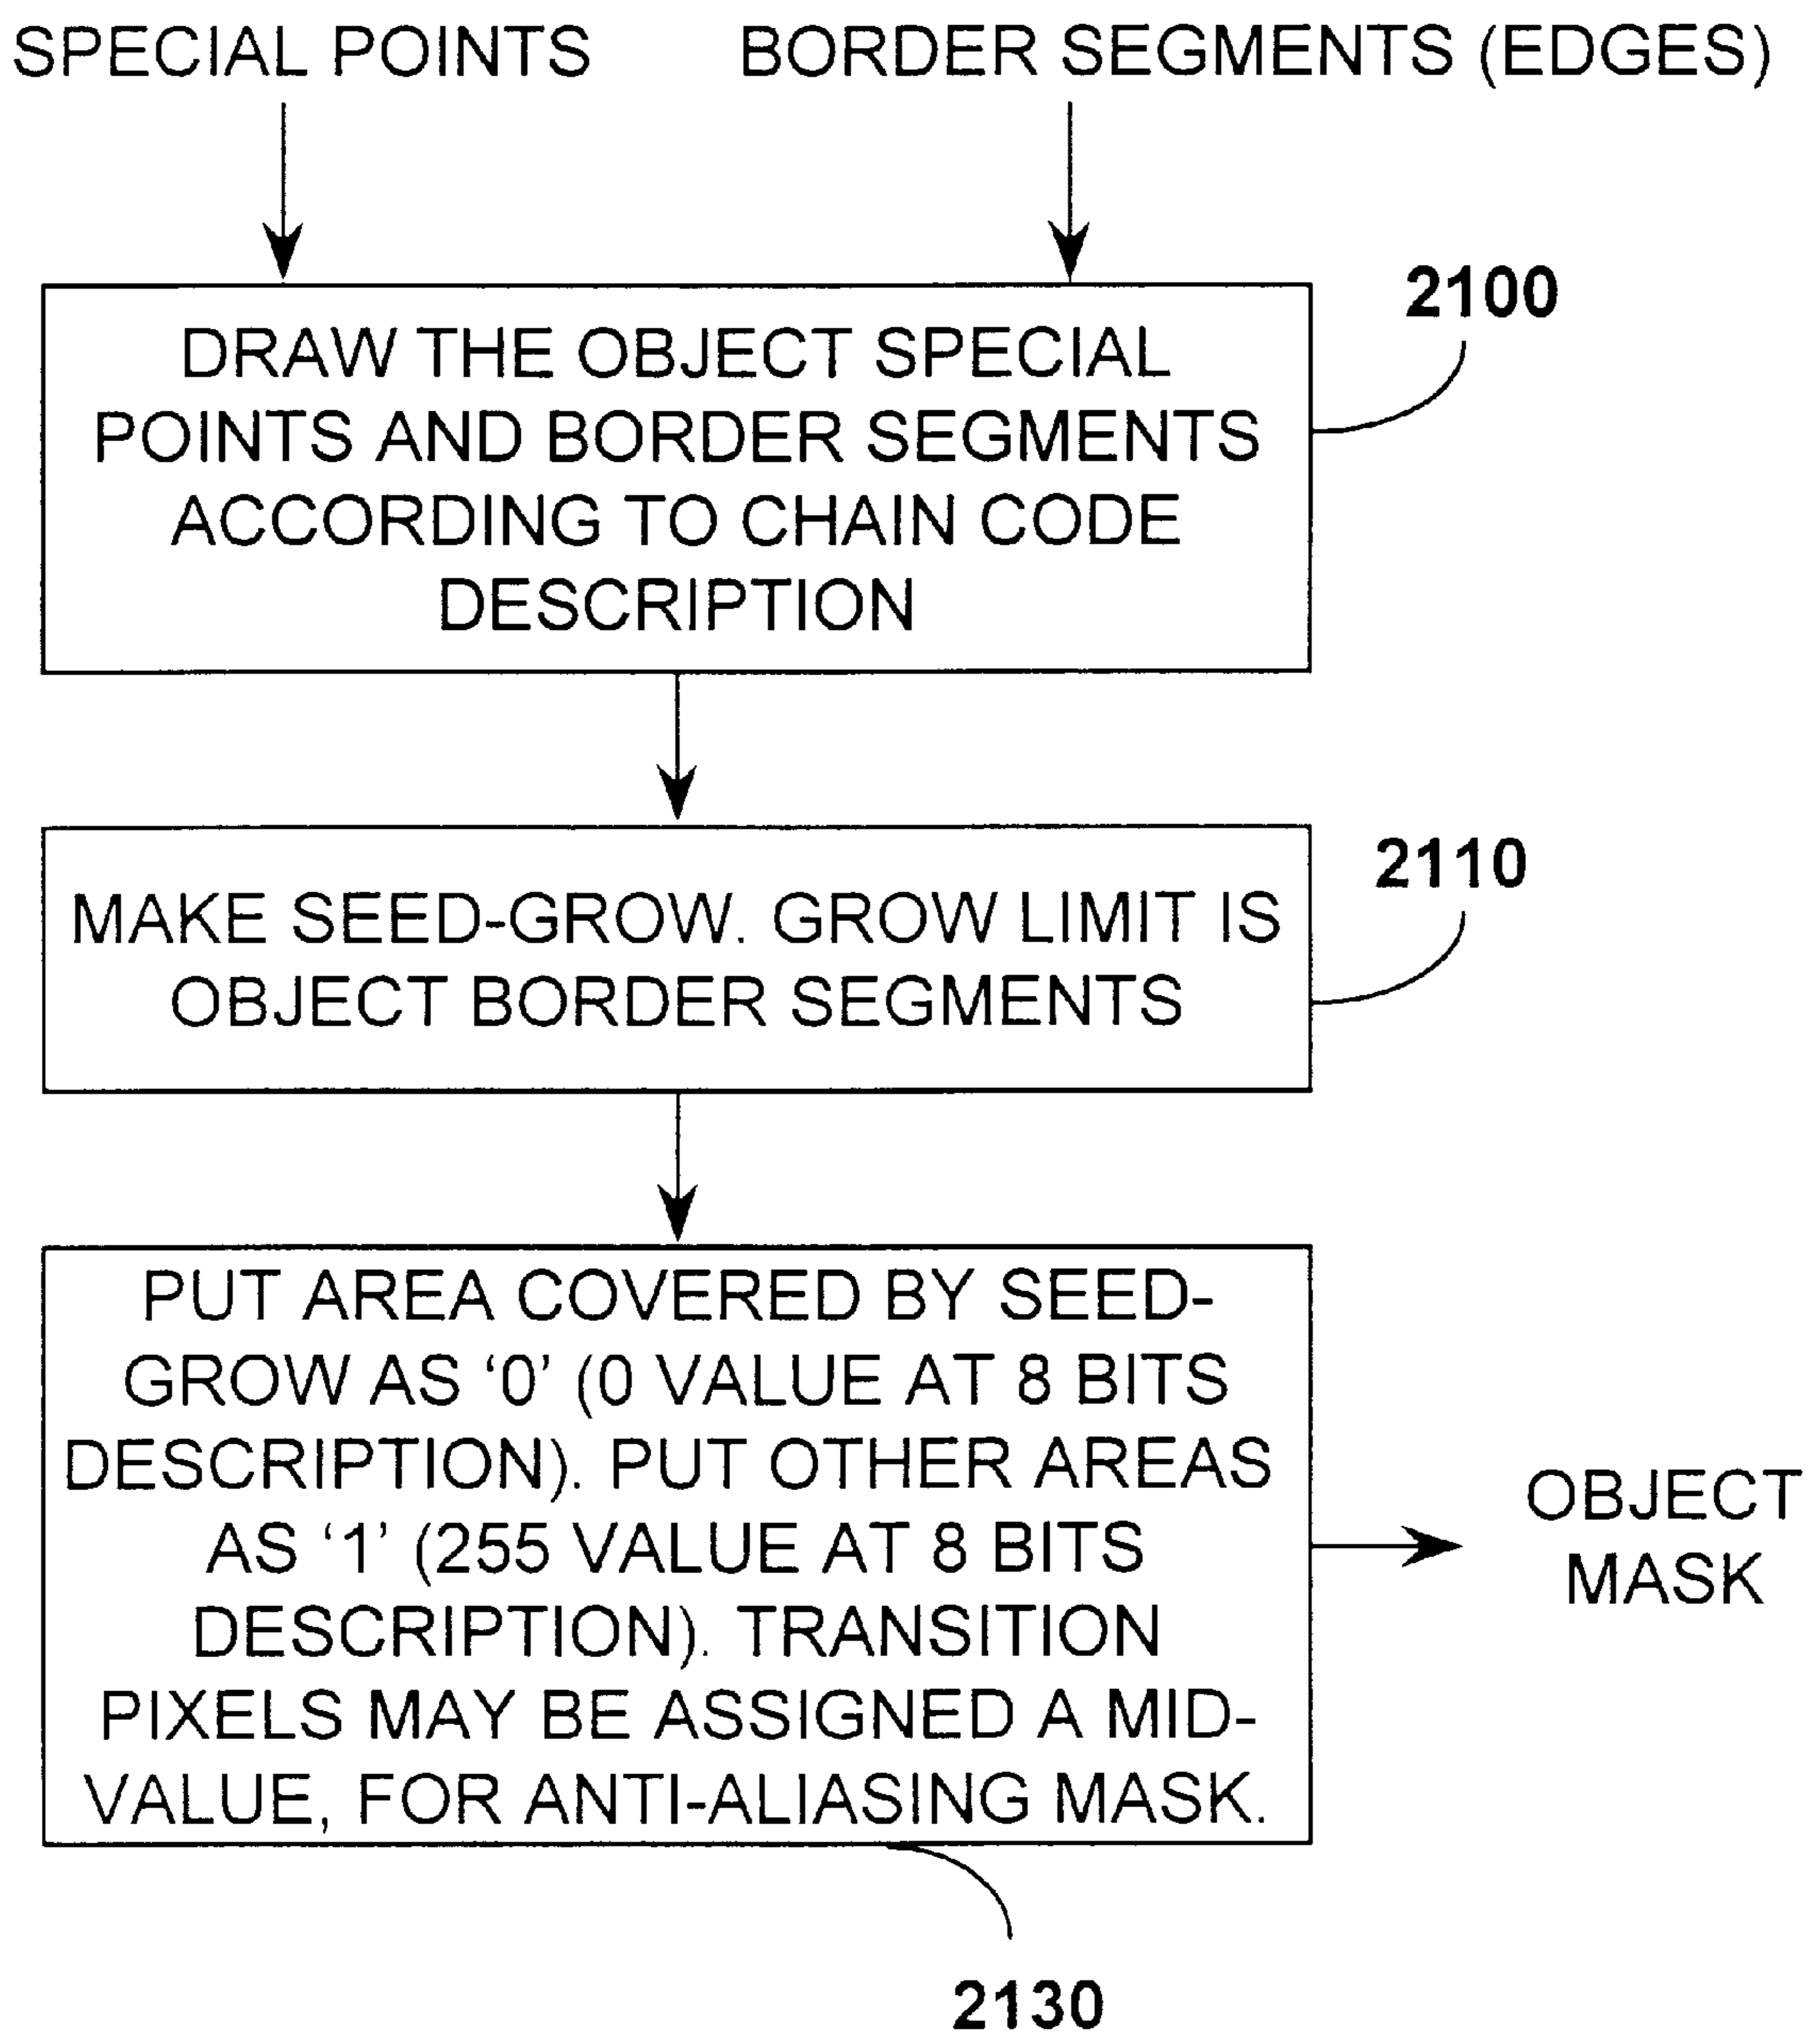 SPECIAL POINTS
BORDER SEGMENTS (EDGES)
2100
DRAW THE OBJECT SPECIAL
POINTS AND BORDER SEGMENTS
ACCORDING TO CHAIN CODE
DESCRIPTION
2110
MAKE SEED-GROW. GROW LIMIT IS
OBJECT BORDER SEGMENTS
PUT AREA COVERED BY SEED-
GROW AS ‘0’ (0 VALUE AT 8 BITS
DESCRIPTION). PUT OTHER AREAS
AS ‘1’ (255 VALUE AT 8 BITS
DESCRIPTION). TRANSITION
PIXELS MAY BE ASSIGNED A MID-
VALUE, FOR ANTI-ALIASING MASK.
OBJECT
MASK
2130